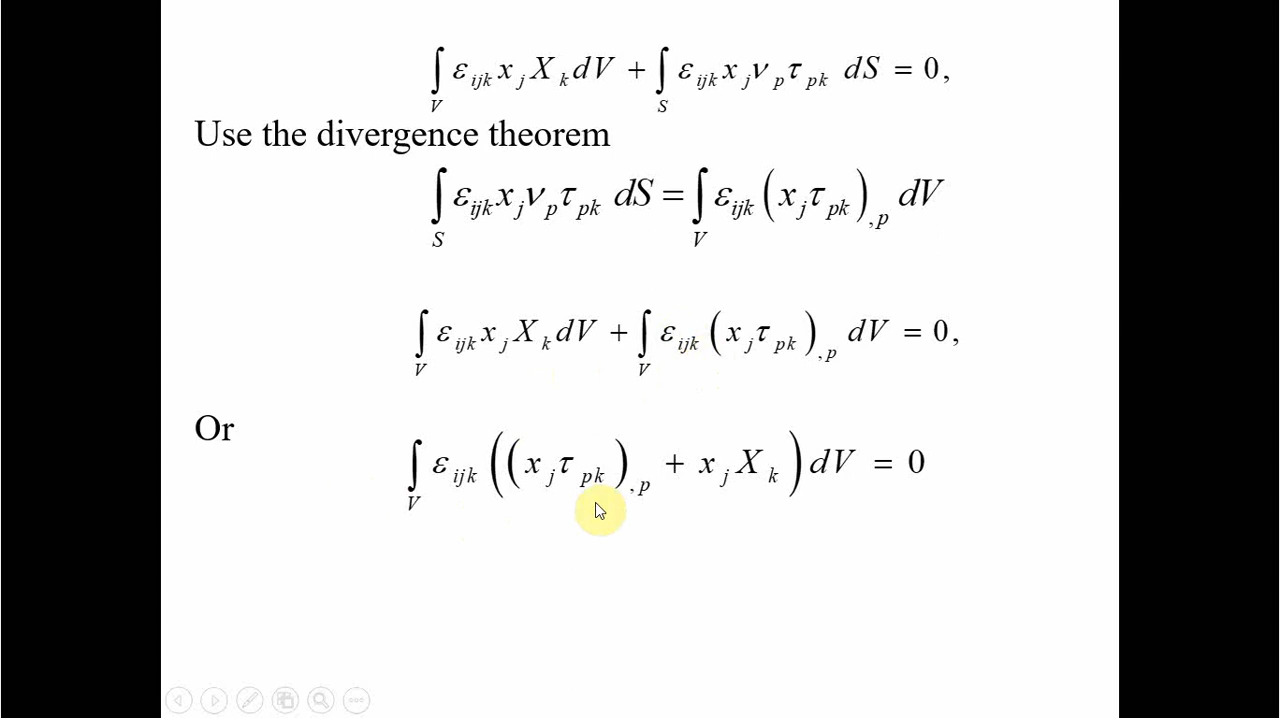 ∫_V ε_ijk x_j X_k dV + ∫_S ε_ijk x_j ν_p τ_pk dS = 0,
Use the divergence theorem
∫_S ε_ijk x_j ν_p τ_pk dS = ∫_V ε_ijk (x_j τ_pk)_,p dV
∫_V ε_ijk x_j X_k dV + ∫_V ε_ijk (x_j τ_pk)_,p dV = 0,
Or
∫_V ε_ijk ((x_j τ_pk)_,p + x_j X_k) dV = 0